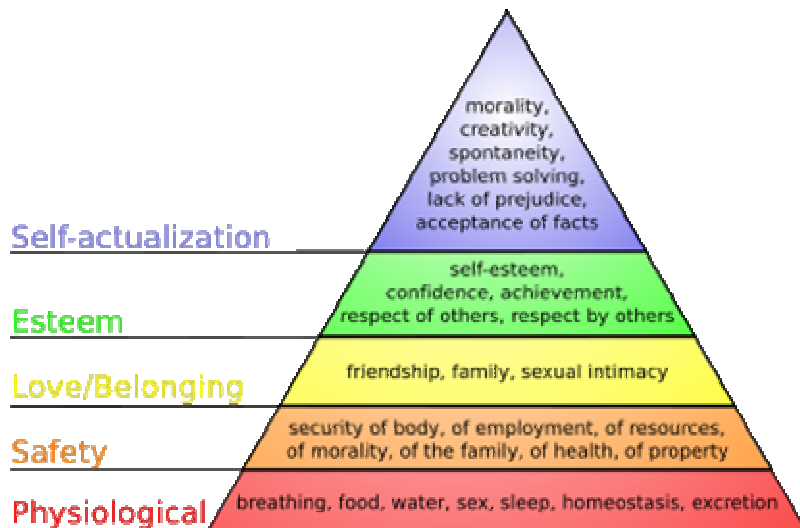 morality,
creativity,
spontaneity,
problem solving,
lack of prejudice,
acceptance of facts
Self-actualization
self-esteem,
confidence, achievement,
respect of others, respect by others
Esteem
friendship, family, sexual intimacy
Love/Belonging
security of body, of employment, of resources,
of morality, of the family, of health, of property
Safety
breathing, food, water, sex, sleep, homeostasis, excretion
Physiological